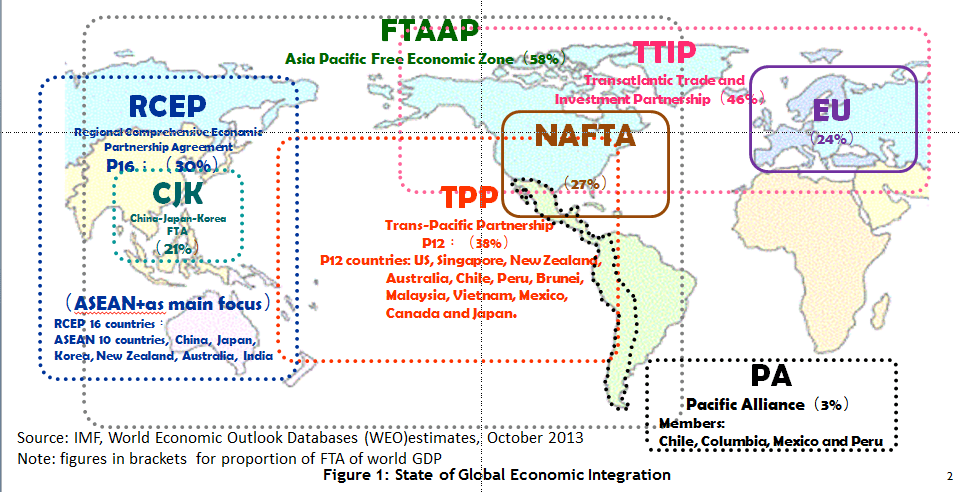 FTAAP
Asia Pacific Free Economic Zone（58%）
TTIP
Transatlantic Trade and
Investment Partnership（46%）
EU
（24%）
RCEP
Regional Comprehensive Economic
Partnership Agreement
P16：（30%）
NAFTA
（27%）
CJK
China-Japan-Korea
FTA
（21%）
TPP
Trans-Pacific Partnership
P12：（38%）
P12 countries: US, Singapore, New Zealand,
Australia, Chile, Peru, Brunei,
Malaysia, Vietnam, Mexico,
Canada and Japan.
（ASEAN+as main focus）
RCEP 16 countries：
ASEAN 10 countries, China, Japan,
Korea, New Zealand, Australia, India
PA
Pacific Alliance（3%）
Members:
Chile, Columbia, Mexico and Peru
Source: IMF, World Economic Outlook Databases (WEO)estimates, October 2013
Note: figures in brackets for proportion of FTA of world GDP
Figure 1: State of Global Economic Integration
2